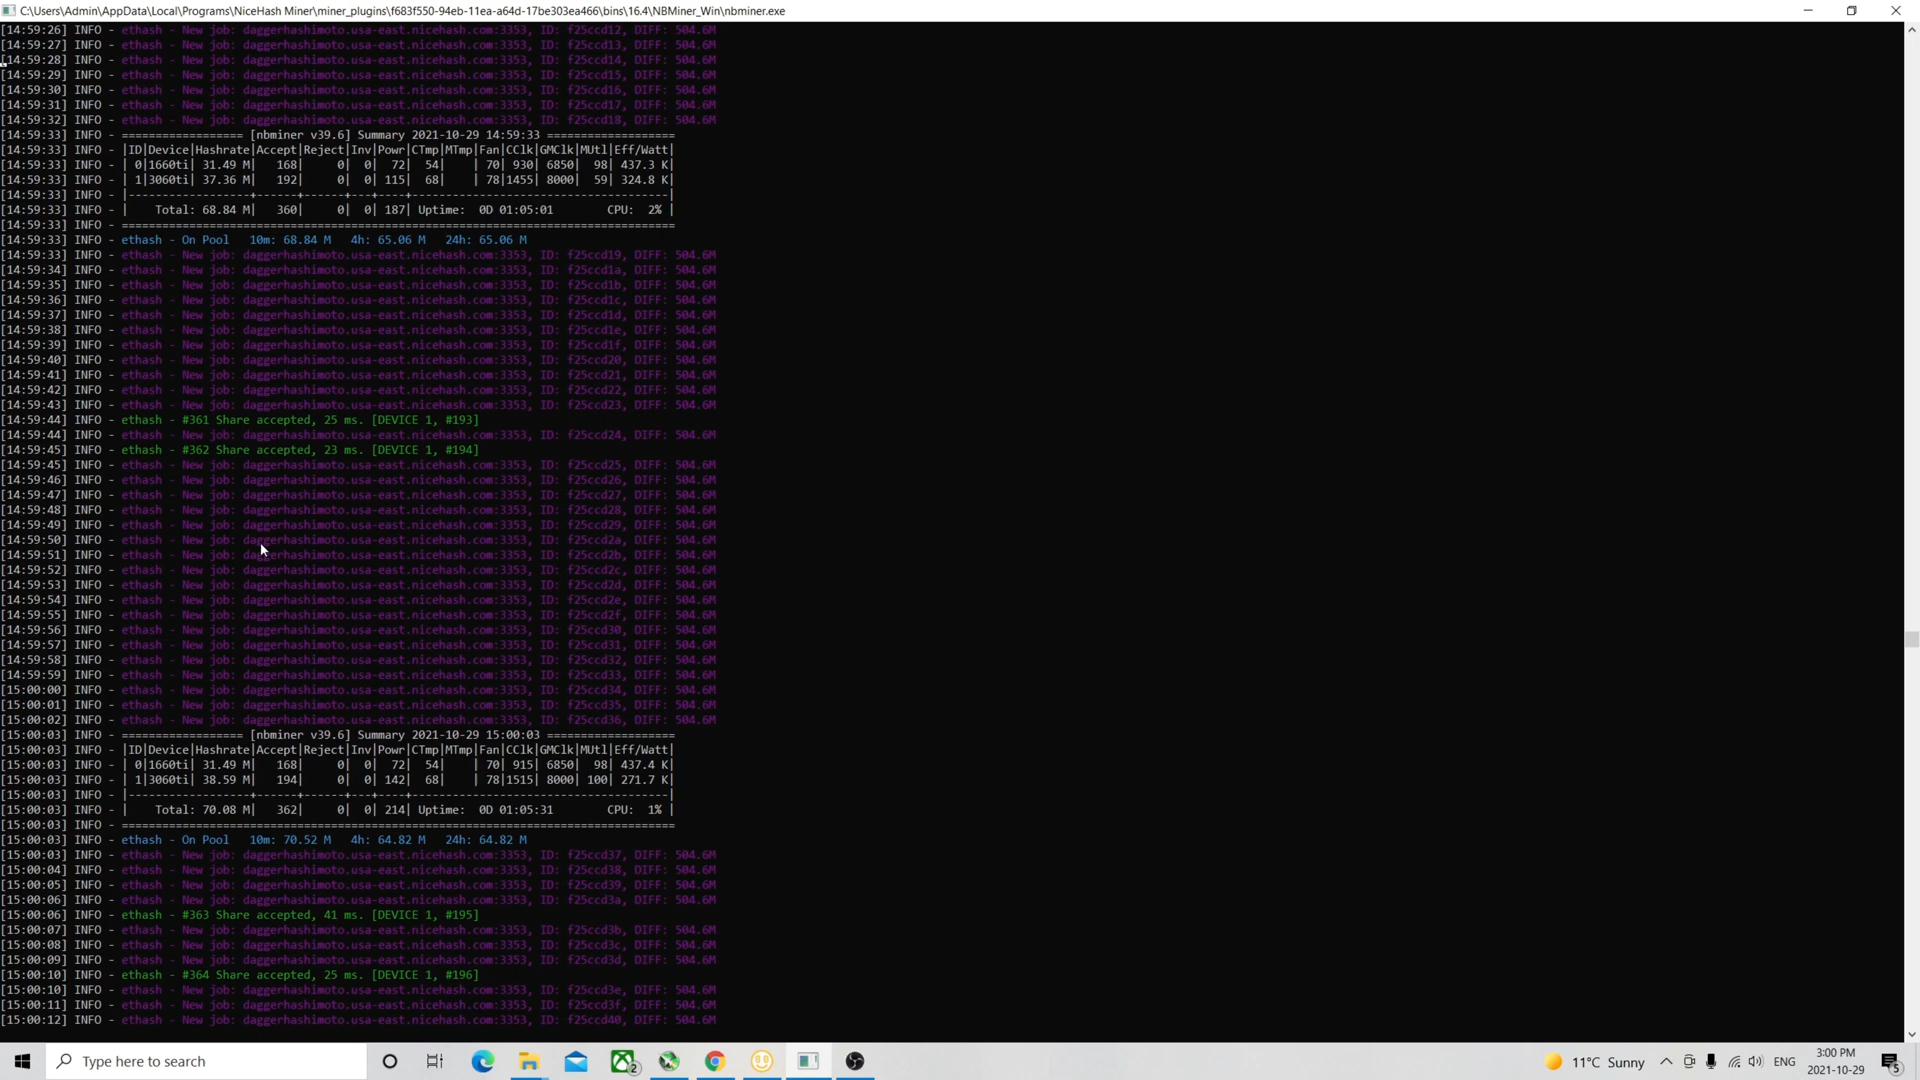 C:\Users\Admin\AppData\Local\Programs\NiceHash Miner\miner_plugins\f683f550-94eb-11ea-a64d-17be303ea466\bins\16.4\NBMiner_Win\nbminer.exe
[14:59:26] INFO - ethash - New job: daggerhashimoto.usa-east.nicehash.com:3353, ID: f25ccd12, DIFF: 504.6M
[14:59:27] INFO - ethash - New job: daggerhashimoto.usa-east.nicehash.com:3353, ID: f25ccd13, DIFF: 504.6M
[14:59:28] INFO - ethash - New job: daggerhashimoto.usa-east.nicehash.com:3353, ID: f25ccd14, DIFF: 504.6M
[14:59:29] INFO - ethash - New job: daggerhashimoto.usa-east.nicehash.com:3353, ID: f25ccd15, DIFF: 504.6M
[14:59:30] INFO - ethash - New job: daggerhashimoto.usa-east.nicehash.com:3353, ID: f25ccd16, DIFF: 504.6M
[14:59:31] INFO - ethash - New job: daggerhashimoto.usa-east.nicehash.com:3353, ID: f25ccd17, DIFF: 504.6M
[14:59:32] INFO - ethash - New job: daggerhashimoto.usa-east.nicehash.com:3353, ID: f25ccd18, DIFF: 504.6M
[14:59:33] INFO - ================== [nbminer v39.6] Summary 2021-10-29 14:59:33 ===================
[14:59:33] INFO - |ID|Device|Hashrate|Accept|Reject|Inv|Powr|CTmp|MTmp|Fan|CClk|GMClk|MUtl|Eff/Watt|
[14:59:33] INFO - | 0|1660ti| 31.49 M|   168|     0|  0|  72|  54|    | 70| 930| 6850|  98| 437.3 K|
[14:59:33] INFO - | 1|3060ti| 37.36 M|   192|     0|  0| 115|  68|    | 78|1455| 8000|  59| 324.8 K|
[14:59:33] INFO - |------------------+------+------+---+----+---------------------------------------|
[14:59:33] INFO - |    Total: 68.84 M|   360|     0|  0| 187| Uptime:  0D 01:05:01        CPU:  2% |
[14:59:33] INFO - ==================================================================================
[14:59:33] INFO - ethash - On Pool   10m: 68.84 M   4h: 65.06 M   24h: 65.06 M
[14:59:33] INFO - ethash - New job: daggerhashimoto.usa-east.nicehash.com:3353, ID: f25ccd19, DIFF: 504.6M
[14:59:34] INFO - ethash - New job: daggerhashimoto.usa-east.nicehash.com:3353, ID: f25ccd1a, DIFF: 504.6M
[14:59:35] INFO - ethash - New job: daggerhashimoto.usa-east.nicehash.com:3353, ID: f25ccd1b, DIFF: 504.6M
[14:59:36] INFO - ethash - New job: daggerhashimoto.usa-east.nicehash.com:3353, ID: f25ccd1c, DIFF: 504.6M
[14:59:37] INFO - ethash - New job: daggerhashimoto.usa-east.nicehash.com:3353, ID: f25ccd1d, DIFF: 504.6M
[14:59:38] INFO - ethash - New job: daggerhashimoto.usa-east.nicehash.com:3353, ID: f25ccd1e, DIFF: 504.6M
[14:59:39] INFO - ethash - New job: daggerhashimoto.usa-east.nicehash.com:3353, ID: f25ccd1f, DIFF: 504.6M
[14:59:40] INFO - ethash - New job: daggerhashimoto.usa-east.nicehash.com:3353, ID: f25ccd20, DIFF: 504.6M
[14:59:41] INFO - ethash - New job: daggerhashimoto.usa-east.nicehash.com:3353, ID: f25ccd21, DIFF: 504.6M
[14:59:42] INFO - ethash - New job: daggerhashimoto.usa-east.nicehash.com:3353, ID: f25ccd22, DIFF: 504.6M
[14:59:43] INFO - ethash - New job: daggerhashimoto.usa-east.nicehash.com:3353, ID: f25ccd23, DIFF: 504.6M
[14:59:44] INFO - ethash - #361 Share accepted, 25 ms. [DEVICE 1, #193]
[14:59:44] INFO - ethash - New job: daggerhashimoto.usa-east.nicehash.com:3353, ID: f25ccd24, DIFF: 504.6M
[14:59:45] INFO - ethash - #362 Share accepted, 23 ms. [DEVICE 1, #194]
[14:59:45] INFO - ethash - New job: daggerhashimoto.usa-east.nicehash.com:3353, ID: f25ccd25, DIFF: 504.6M
[14:59:46] INFO - ethash - New job: daggerhashimoto.usa-east.nicehash.com:3353, ID: f25ccd26, DIFF: 504.6M
[14:59:47] INFO - ethash - New job: daggerhashimoto.usa-east.nicehash.com:3353, ID: f25ccd27, DIFF: 504.6M
[14:59:48] INFO - ethash - New job: daggerhashimoto.usa-east.nicehash.com:3353, ID: f25ccd28, DIFF: 504.6M
[14:59:49] INFO - ethash - New job: daggerhashimoto.usa-east.nicehash.com:3353, ID: f25ccd29, DIFF: 504.6M
[14:59:50] INFO - ethash - New job: daggerhashimoto.usa-east.nicehash.com:3353, ID: f25ccd2a, DIFF: 504.6M
[14:59:51] INFO - ethash - New job: daggerhashimoto.usa-east.nicehash.com:3353, ID: f25ccd2b, DIFF: 504.6M
[14:59:52] INFO - ethash - New job: daggerhashimoto.usa-east.nicehash.com:3353, ID: f25ccd2c, DIFF: 504.6M
[14:59:53] INFO - ethash - New job: daggerhashimoto.usa-east.nicehash.com:3353, ID: f25ccd2d, DIFF: 504.6M
[14:59:54] INFO - ethash - New job: daggerhashimoto.usa-east.nicehash.com:3353, ID: f25ccd2e, DIFF: 504.6M
[14:59:55] INFO - ethash - New job: daggerhashimoto.usa-east.nicehash.com:3353, ID: f25ccd2f, DIFF: 504.6M
[14:59:56] INFO - ethash - New job: daggerhashimoto.usa-east.nicehash.com:3353, ID: f25ccd30, DIFF: 504.6M
[14:59:57] INFO - ethash - New job: daggerhashimoto.usa-east.nicehash.com:3353, ID: f25ccd31, DIFF: 504.6M
[14:59:58] INFO - ethash - New job: daggerhashimoto.usa-east.nicehash.com:3353, ID: f25ccd32, DIFF: 504.6M
[14:59:59] INFO - ethash - New job: daggerhashimoto.usa-east.nicehash.com:3353, ID: f25ccd33, DIFF: 504.6M
[15:00:00] INFO - ethash - New job: daggerhashimoto.usa-east.nicehash.com:3353, ID: f25ccd34, DIFF: 504.6M
[15:00:01] INFO - ethash - New job: daggerhashimoto.usa-east.nicehash.com:3353, ID: f25ccd35, DIFF: 504.6M
[15:00:02] INFO - ethash - New job: daggerhashimoto.usa-east.nicehash.com:3353, ID: f25ccd36, DIFF: 504.6M
[15:00:03] INFO - ================== [nbminer v39.6] Summary 2021-10-29 15:00:03 ===================
[15:00:03] INFO - |ID|Device|Hashrate|Accept|Reject|Inv|Powr|CTmp|MTmp|Fan|CClk|GMClk|MUtl|Eff/Watt|
[15:00:03] INFO - | 0|1660ti| 31.49 M|   168|     0|  0|  72|  54|    | 70| 915| 6850|  98| 437.4 K|
[15:00:03] INFO - | 1|3060ti| 38.59 M|   194|     0|  0| 142|  68|    | 78|1515| 8000| 100| 271.7 K|
[15:00:03] INFO - |------------------+------+------+---+----+---------------------------------------|
[15:00:03] INFO - |    Total: 70.08 M|   362|     0|  0| 214| Uptime:  0D 01:05:31        CPU:  1% |
[15:00:03] INFO - ==================================================================================
[15:00:03] INFO - ethash - On Pool   10m: 70.52 M   4h: 64.82 M   24h: 64.82 M
[15:00:03] INFO - ethash - New job: daggerhashimoto.usa-east.nicehash.com:3353, ID: f25ccd37, DIFF: 504.6M
[15:00:04] INFO - ethash - New job: daggerhashimoto.usa-east.nicehash.com:3353, ID: f25ccd38, DIFF: 504.6M
[15:00:05] INFO - ethash - New job: daggerhashimoto.usa-east.nicehash.com:3353, ID: f25ccd39, DIFF: 504.6M
[15:00:06] INFO - ethash - New job: daggerhashimoto.usa-east.nicehash.com:3353, ID: f25ccd3a, DIFF: 504.6M
[15:00:06] INFO - ethash - #363 Share accepted, 41 ms. [DEVICE 1, #195]
[15:00:07] INFO - ethash - New job: daggerhashimoto.usa-east.nicehash.com:3353, ID: f25ccd3b, DIFF: 504.6M
[15:00:08] INFO - ethash - New job: daggerhashimoto.usa-east.nicehash.com:3353, ID: f25ccd3c, DIFF: 504.6M
[15:00:09] INFO - ethash - New job: daggerhashimoto.usa-east.nicehash.com:3353, ID: f25ccd3d, DIFF: 504.6M
[15:00:10] INFO - ethash - #364 Share accepted, 25 ms. [DEVICE 1, #196]
[15:00:10] INFO - ethash - New job: daggerhashimoto.usa-east.nicehash.com:3353, ID: f25ccd3e, DIFF: 504.6M
[15:00:11] INFO - ethash - New job: daggerhashimoto.usa-east.nicehash.com:3353, ID: f25ccd3f, DIFF: 504.6M
[15:00:12] INFO - ethash - New job: daggerhashimoto.usa-east.nicehash.com:3353, ID: f25ccd40, DIFF: 504.6M
Type here to search
2
11°C Sunny
ENG
3:00 PM
2021-10-29
5